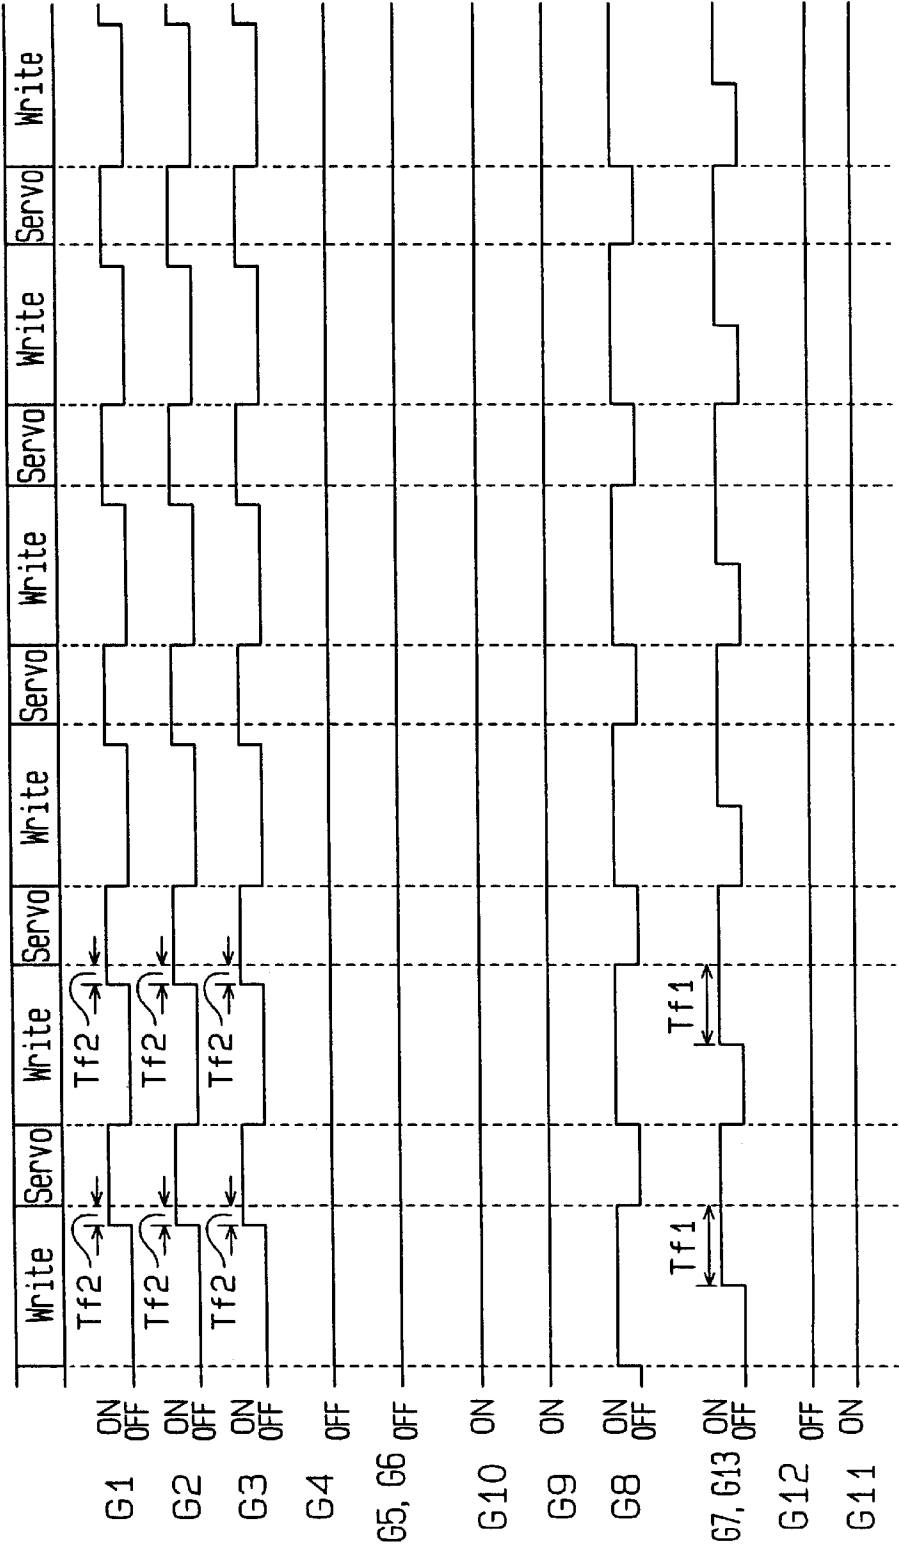 Write Servo Write Servo Write Servo Write Servo Write Servo Write
G1 ON Tf2 Tf2
OFF
G2 ON Tf2 Tf2
OFF
G3 ON Tf2 Tf2
OFF
G4 OFF
G5, G6 OFF
G10 ON
G9 ON
G8 ON
OFF
Tf1 Tf1
G7, G13 ON
OFF
G12 OFF
G11 ON